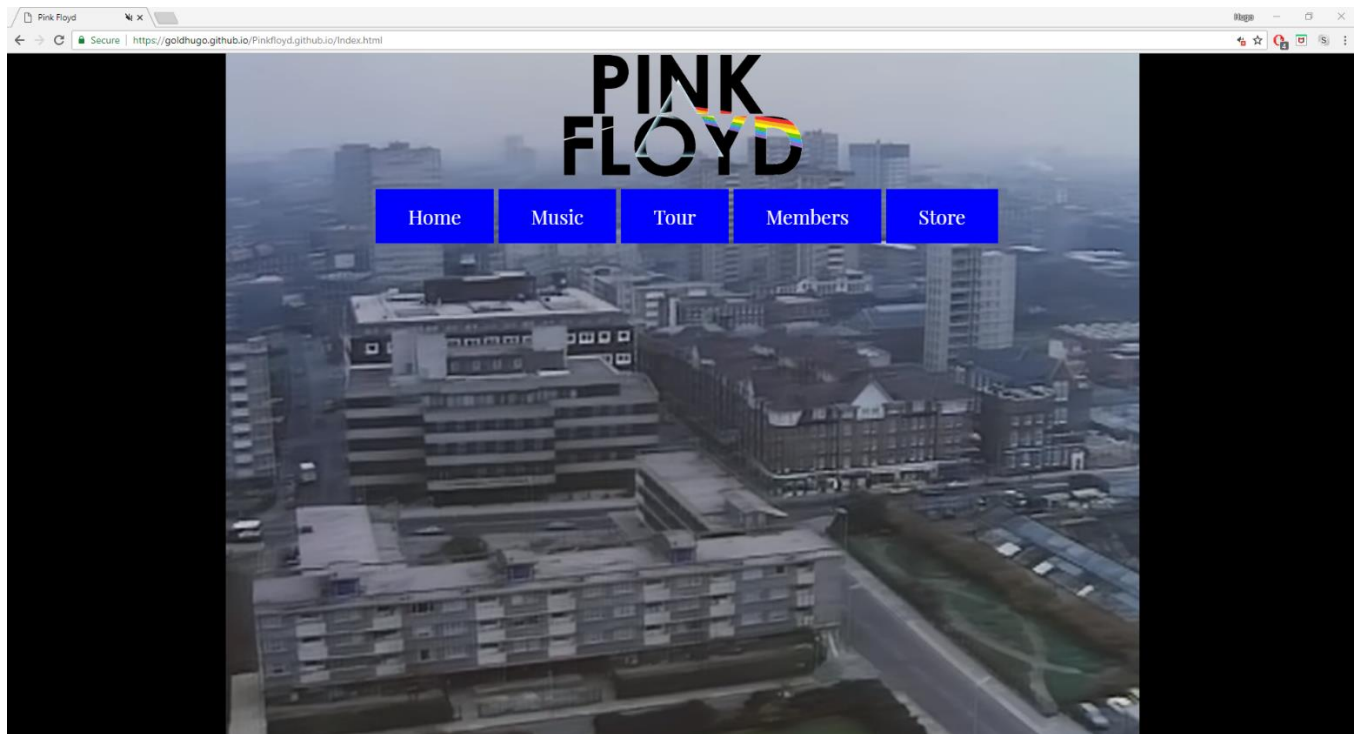 Pink Floyd
Hugo
Secure | https://goldhugo.github.io/Pinkfloyd.github.io/Index.html
PINK
FLOYD
Home Music Tour Members Store